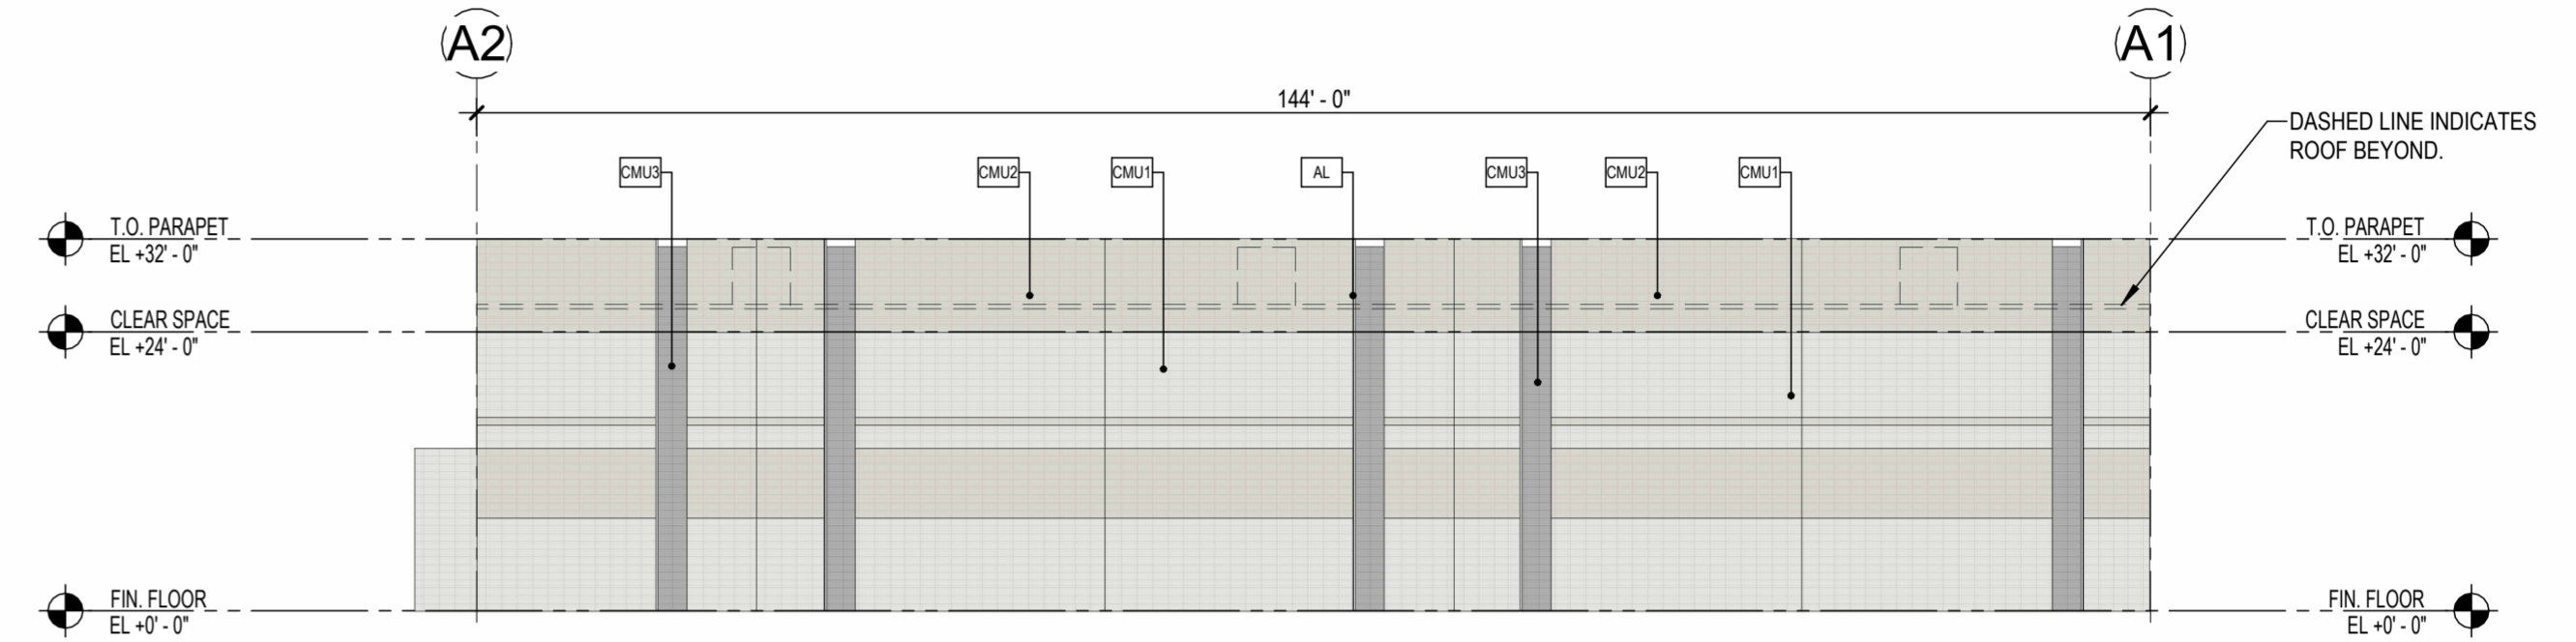 A2
A1
144' - 0"
DASHED LINE INDICATES
ROOF BEYOND.
CMU3
CMU2
CMU1
AL
CMU3
CMU2
CMU1
T.O. PARAPET
EL +32' - 0"
T.O. PARAPET
EL +32' - 0"
CLEAR SPACE
EL +24' - 0"
CLEAR SPACE
EL +24' - 0"
FIN. FLOOR
EL +0' - 0"
FIN. FLOOR
EL +0' - 0"